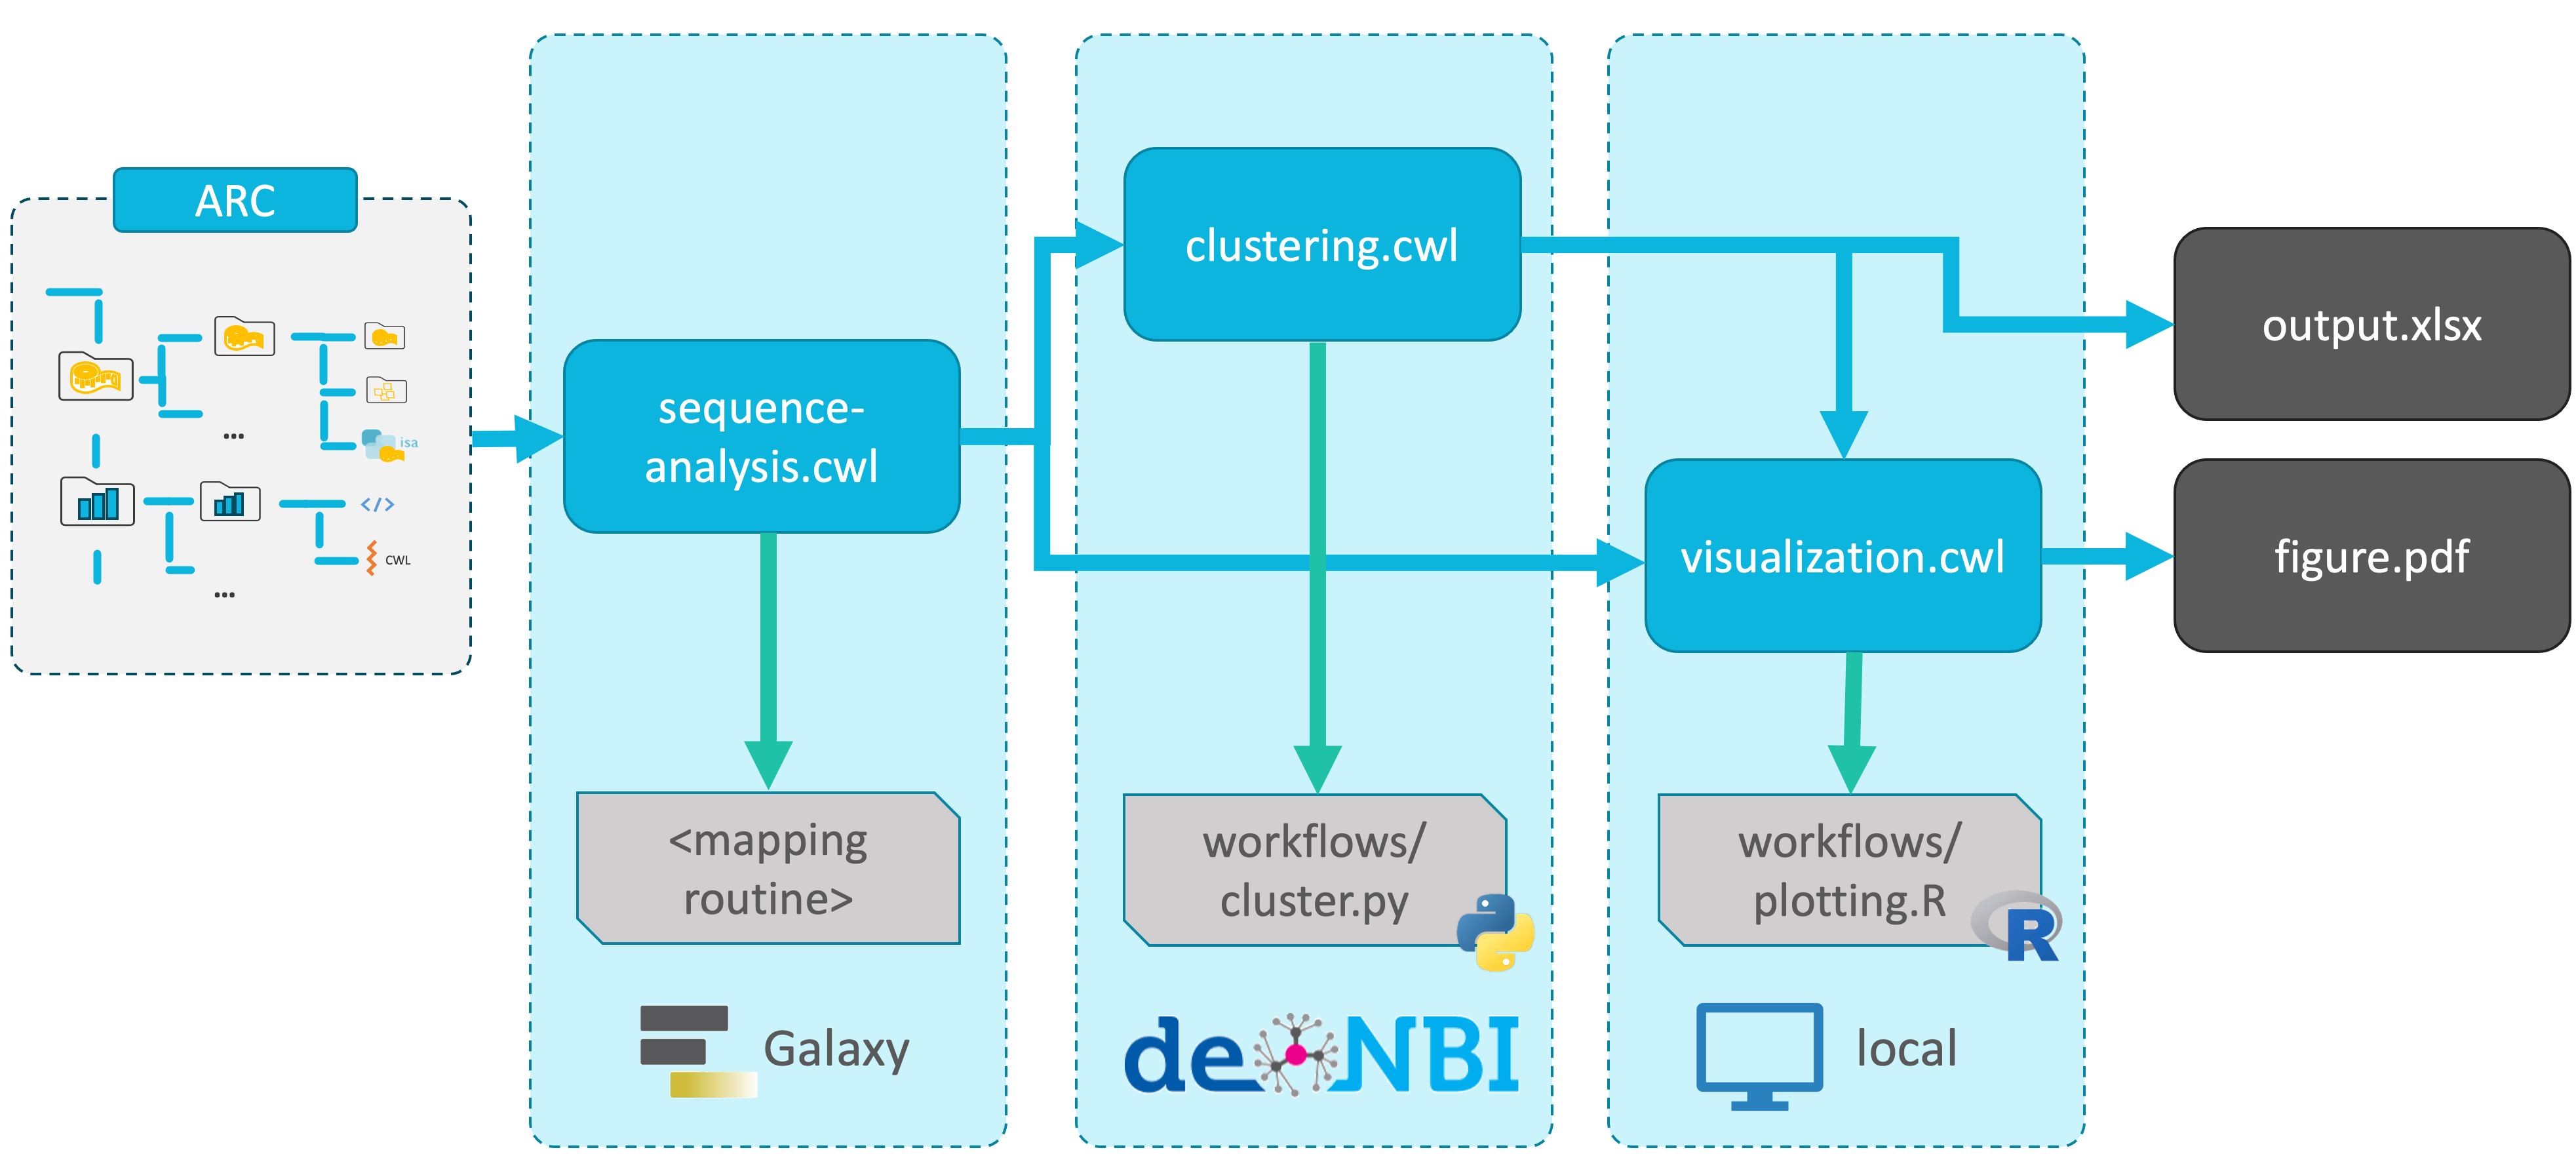 ARC
...
isa
</>
CWL
...
sequence-
analysis.cwl
<mapping
routine>
Galaxy
clustering.cwl
workflows/
cluster.py
de NBI
visualization.cwl
workflows/
plotting.R
R
local
output.xlsx
figure.pdf